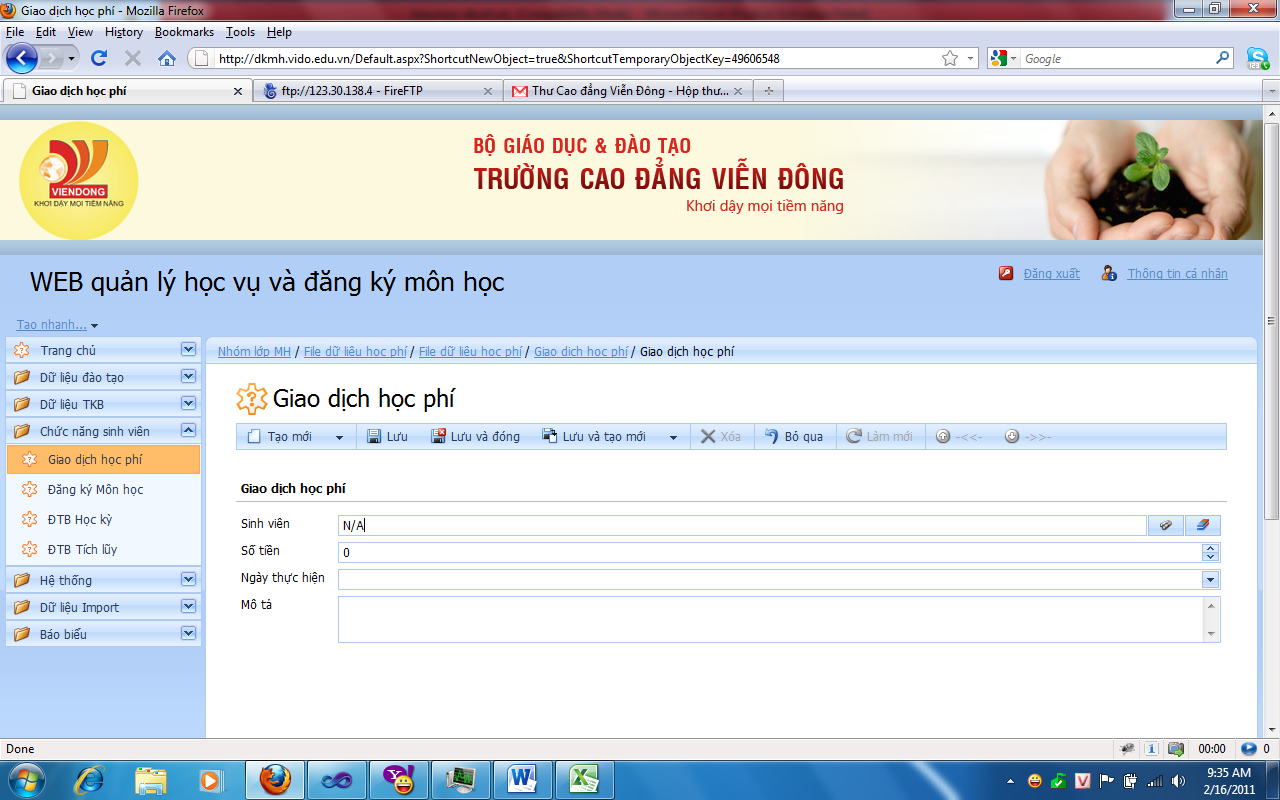 Giao dịch học phí - Mozilla Firefox
File Edit View History Bookmarks Tools Help
http://dkmh.vido.edu.vn/Default.aspx?ShortcutNewObject=true&ShortcutTemporaryObjectKey=49606548
Google
Giao dịch học phí
ftp://123.30.138.4 - FireFTP
Thư Cao đẳng Viễn Đông - Hộp thư...
VIENDONG
KHƠI DẬY MỌI TIỀM NĂNG
BỘ GIÁO DỤC & ĐÀO TẠO
TRƯỜNG CAO ĐẲNG VIỄN ĐÔNG
Khơi dậy mọi tiềm năng
WEB quản lý học vụ và đăng ký môn học
Đăng xuất Thông tin cá nhân
Tạo nhanh...
Trang chủ
Dữ liệu đào tạo
Dữ liệu TKB
Chức năng sinh viên
Giao dịch học phí
Đăng ký Môn học
ĐTB Học kỳ
ĐTB Tích lũy
Hệ thống
Dữ liệu Import
Báo biểu
Nhóm lớp MH / File dữ liệu học phí / File dữ liệu học phí / Giao dịch học phí / Giao dịch học phí
Giao dịch học phí
Tạo mới Lưu Lưu và đóng Lưu và tạo mới Xóa Bỏ qua Làm mới -<<- ->>-
Giao dịch học phí
Sinh viên N/A
Số tiền 0
Ngày thực hiện
Mô tả
Done
00:00 0
9:35 AM
2/16/2011